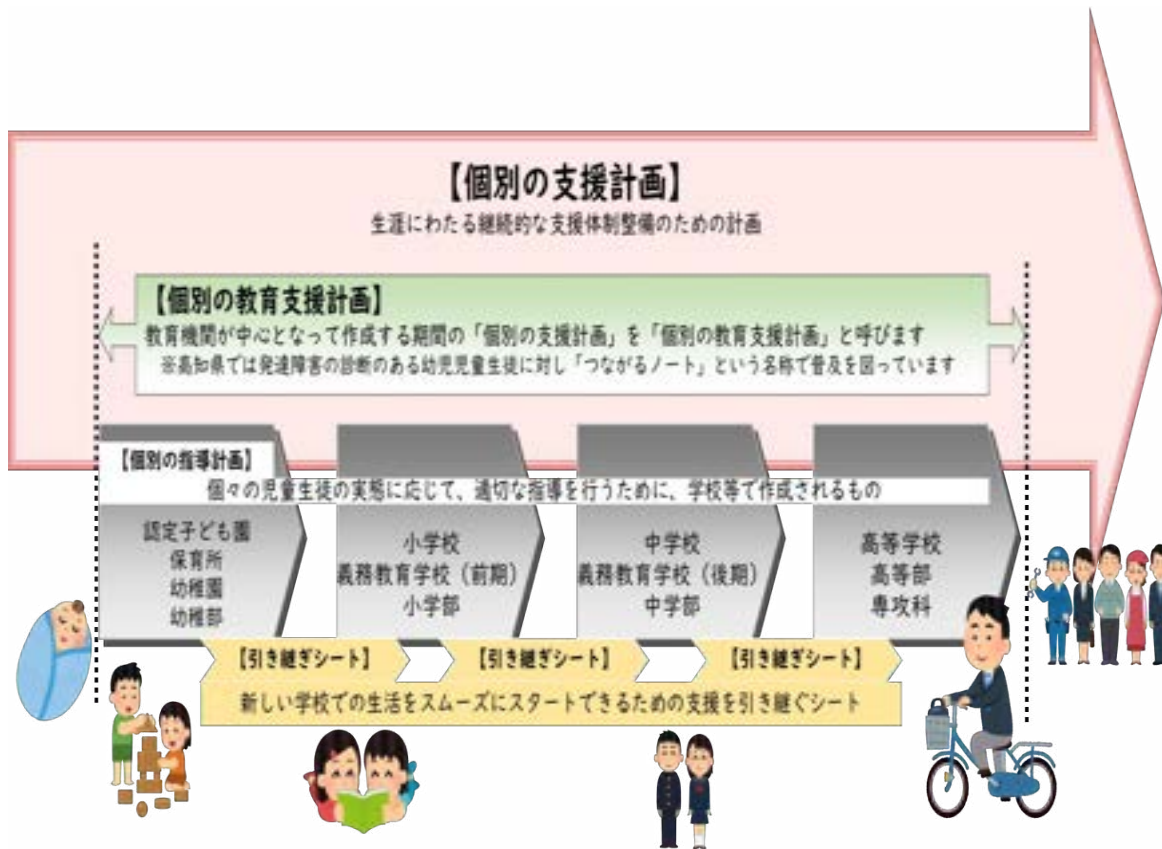 【個別の支援計画】
生涯にわたる継続的な支援体制整備のための計画
【個別の教育支援計画】
教育機関が中心となって作成する期間の「個別の支援計画」を「個別の教育支援計画」と呼びます
※高知県では発達障害の診断のある幼児児童生徒に対し「つながるノート」という名称で普及を図っています
【個別の指導計画】
個々の児童生徒の実態に応じて、適切な指導を行うために、学校等で作成されるもの
認定子ども園
保育所
幼稚園
幼稚部
小学校
義務教育学校（前期）
小学部
中学校
義務教育学校（後期）
中学部
高等学校
高等部
専攻科
【引き継ぎシート】
【引き継ぎシート】
【引き継ぎシート】
新しい学校での生活をスムーズにスタートできるための支援を引き継ぐシート